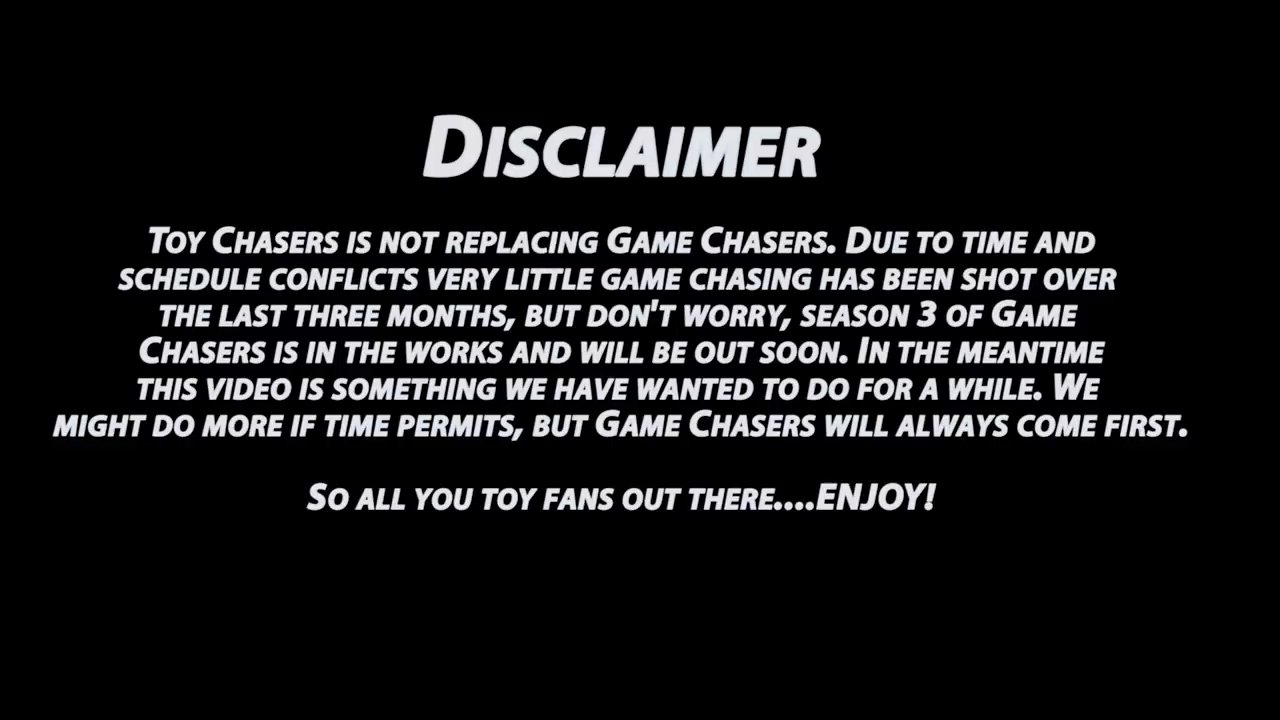 Disclaimer
Toy Chasers is not replacing Game Chasers. Due to time and
schedule conflicts very little game chasing has been shot over
the last three months, but don't worry, season 3 of Game
Chasers is in the works and will be out soon. In the meantime
this video is something we have wanted to do for a while. We
might do more if time permits, but Game Chasers will always come first.
So all you toy fans out there....ENJOY!